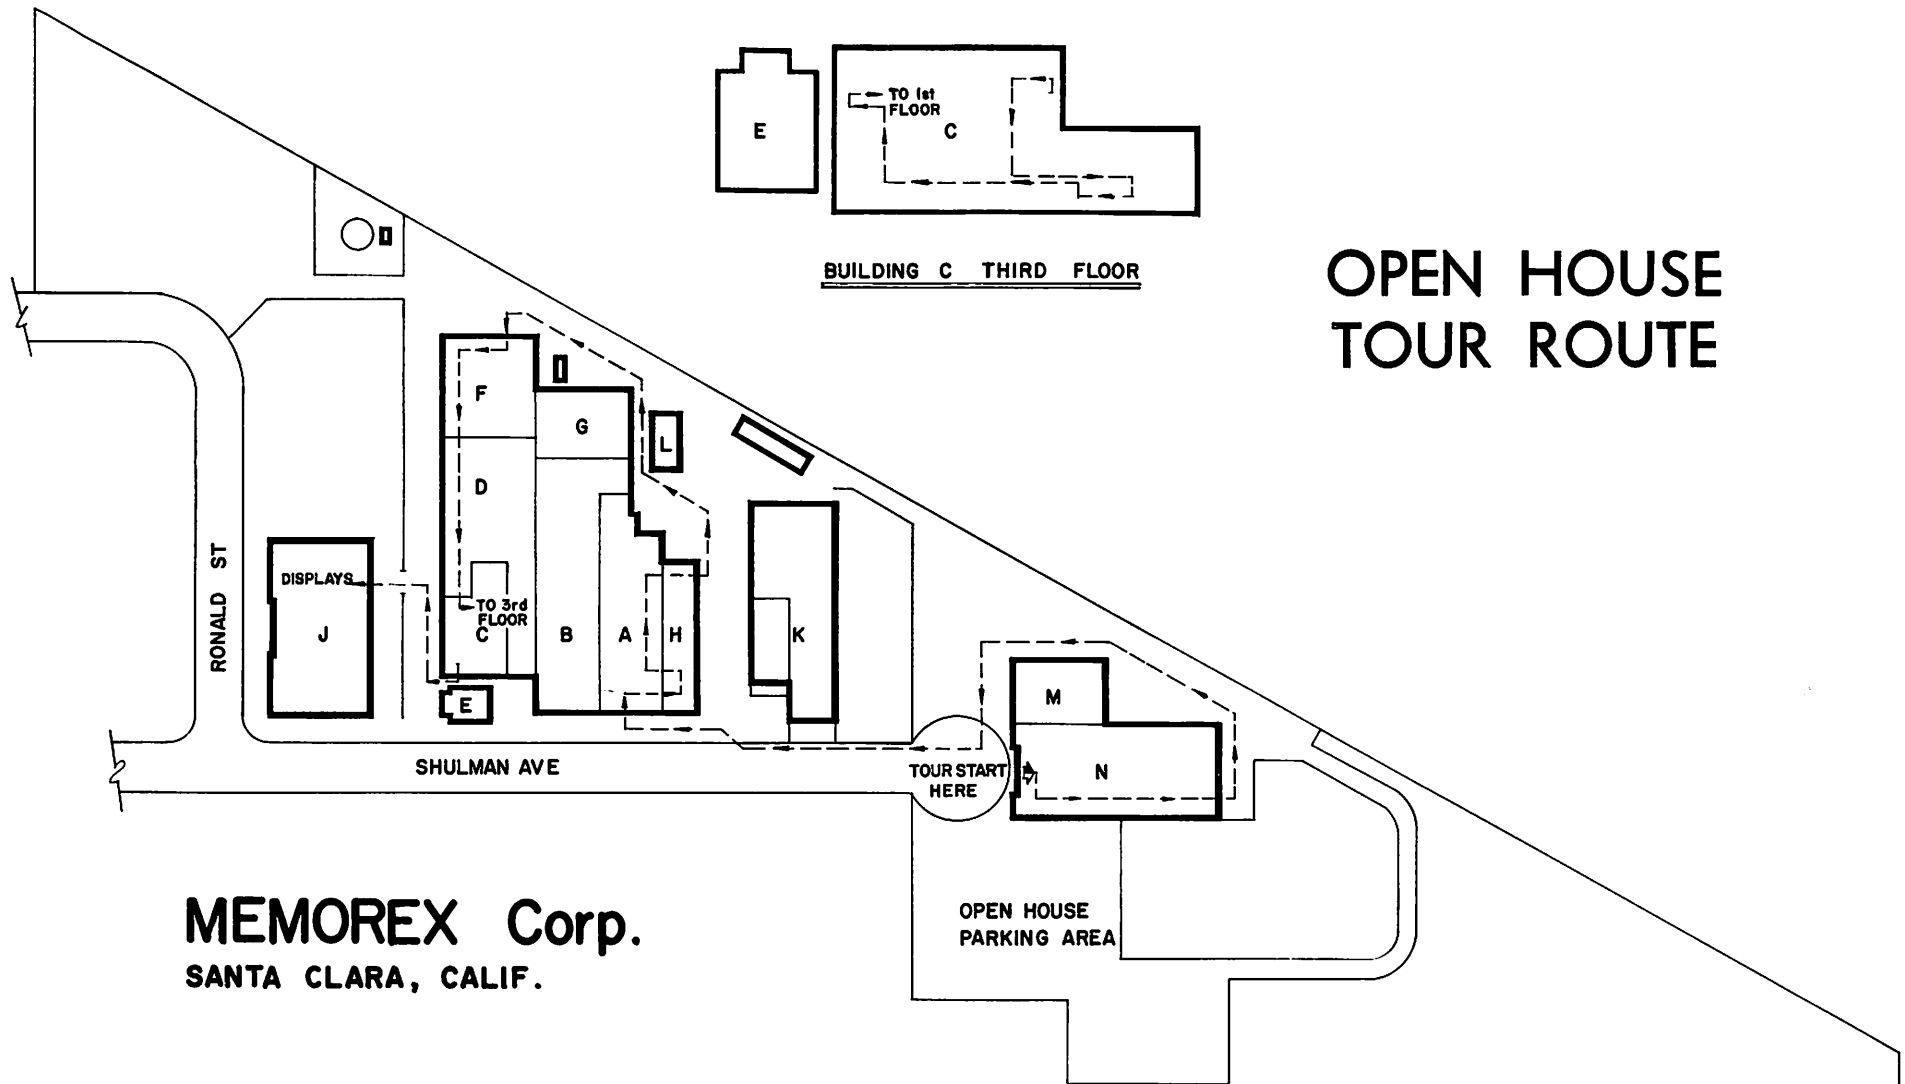 TO 1st
FLOOR
E
C
BUILDING C THIRD FLOOR
OPEN HOUSE
TOUR ROUTE
F
G
L
D
RONALD ST
DISPLAYS
J
TO 3rd
FLOOR
C
B
A
H
K
E
M
N
SHULMAN AVE
TOUR START
HERE
OPEN HOUSE
PARKING AREA
MEMOREX Corp.
SANTA CLARA, CALIF.